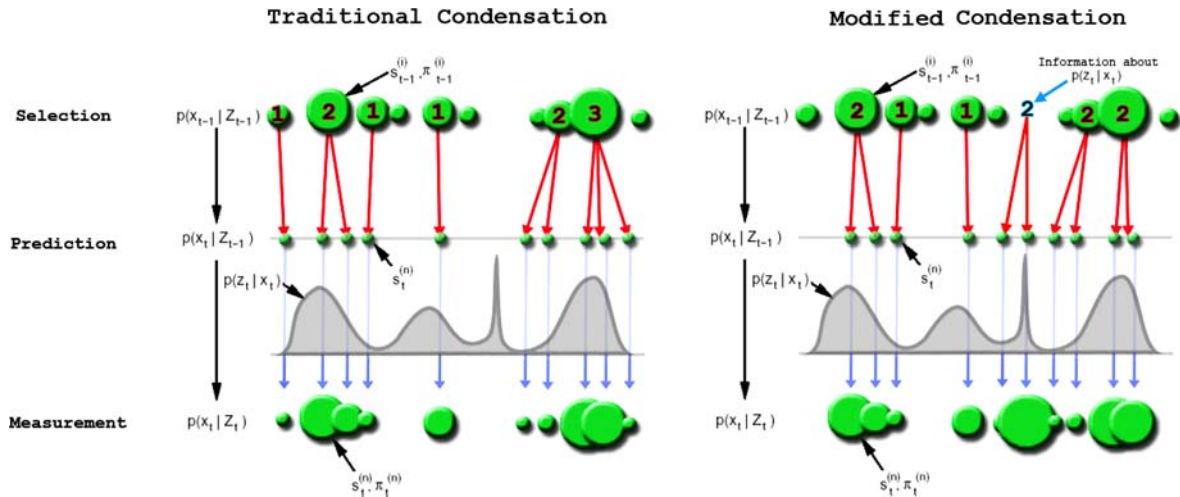 Traditional Condensation
s_{t-1}^{(i)}, π_{t-1}^{(i)}
Selection
p(x_{t-1} | Z_{t-1})
1 2 1 1 2 3
Prediction
p(x_t | Z_{t-1})
s_t^{(n)}
p(z_t | x_t)
Measurement
p(x_t | Z_t)
s_t^{(n)}, π_t^{(n)}
Modified Condensation
s_{t-1}^{(i)}, π_{t-1}^{(i)}
Information about
p(z_t | x_t)
p(x_{t-1} | Z_{t-1})
2 1 1 2 2 2
p(x_t | Z_{t-1})
s_t^{(n)}
p(z_t | x_t)
p(x_t | Z_t)
s_t^{(n)}, π_t^{(n)}